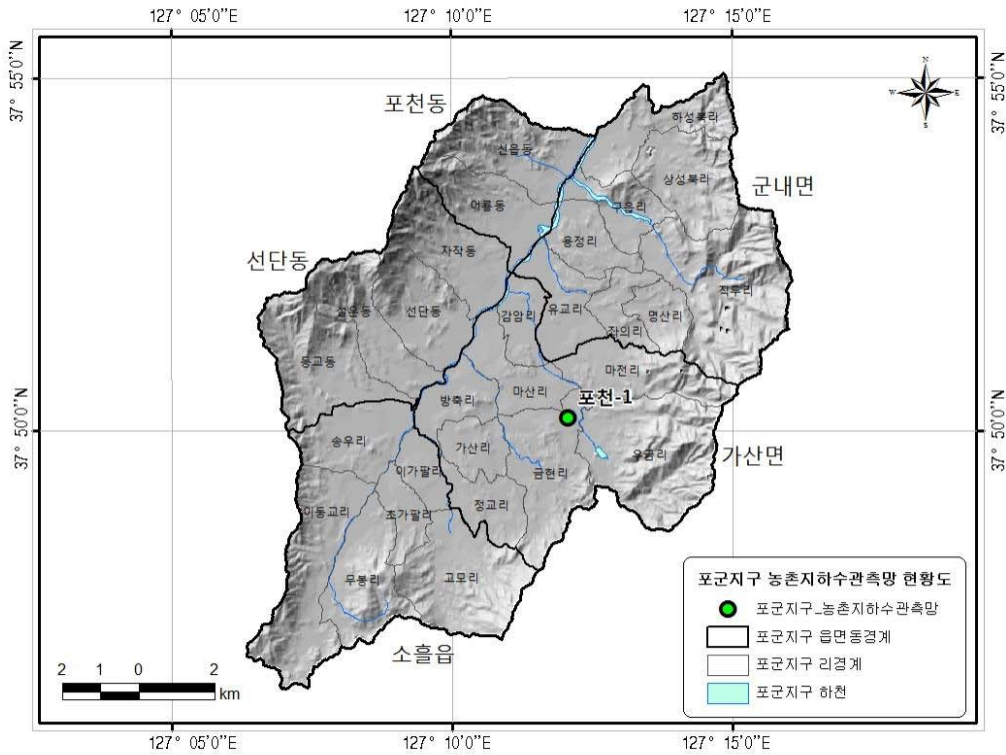 127° 05'0"E 127° 10'0"E 127° 15'0"E
37° 55'0"N 37° 55'0"N
N
W E
S
포천동
하성북리
신읍동
상성북리
군내면
구읍리
어룡동
용정리
자작동
선단동
직두리
설운동 선단동 감암리 유교리 명산리
자의리
동교동
마전리
마산리
포천-1
방축리
37° 50'0"N 37° 50'0"N
송우리 가산리 우금리 가산면
이가팔리 금현리
정교리
이동교리 초가팔리
무봉리 고모리
소흘읍
포군지구 농촌지하수관측망 현황도
포군지구_농촌지하수관측망
포군지구 읍면동경계
포군지구 리경계
포군지구 하천
2 1 0 2
km
127° 05'0"E 127° 10'0"E 127° 15'0"E